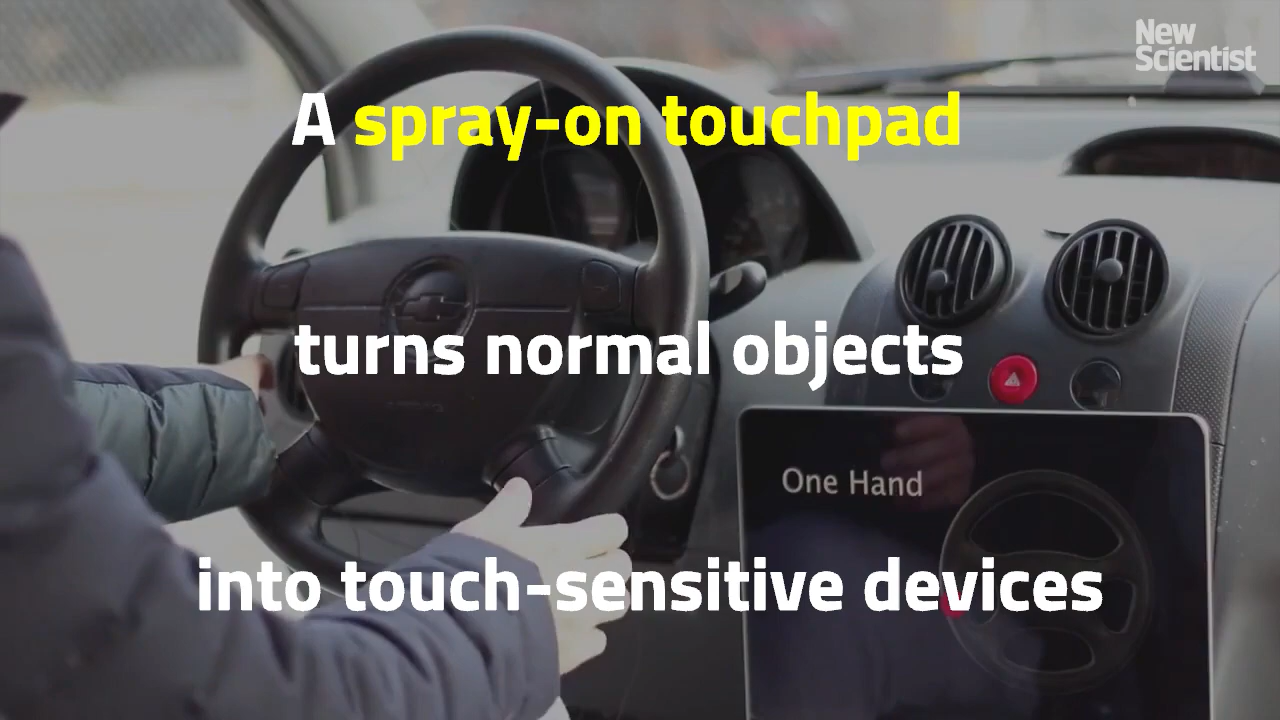 New
Scientist
A spray-on touchpad
turns normal objects
One Hand
into touch-sensitive devices